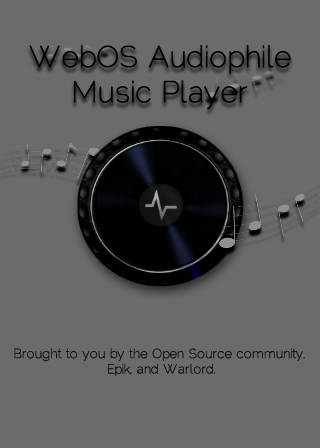 WebOS Audiophile
Music Player
Brought to you by the Open Source community,
Epik, and Warlord.